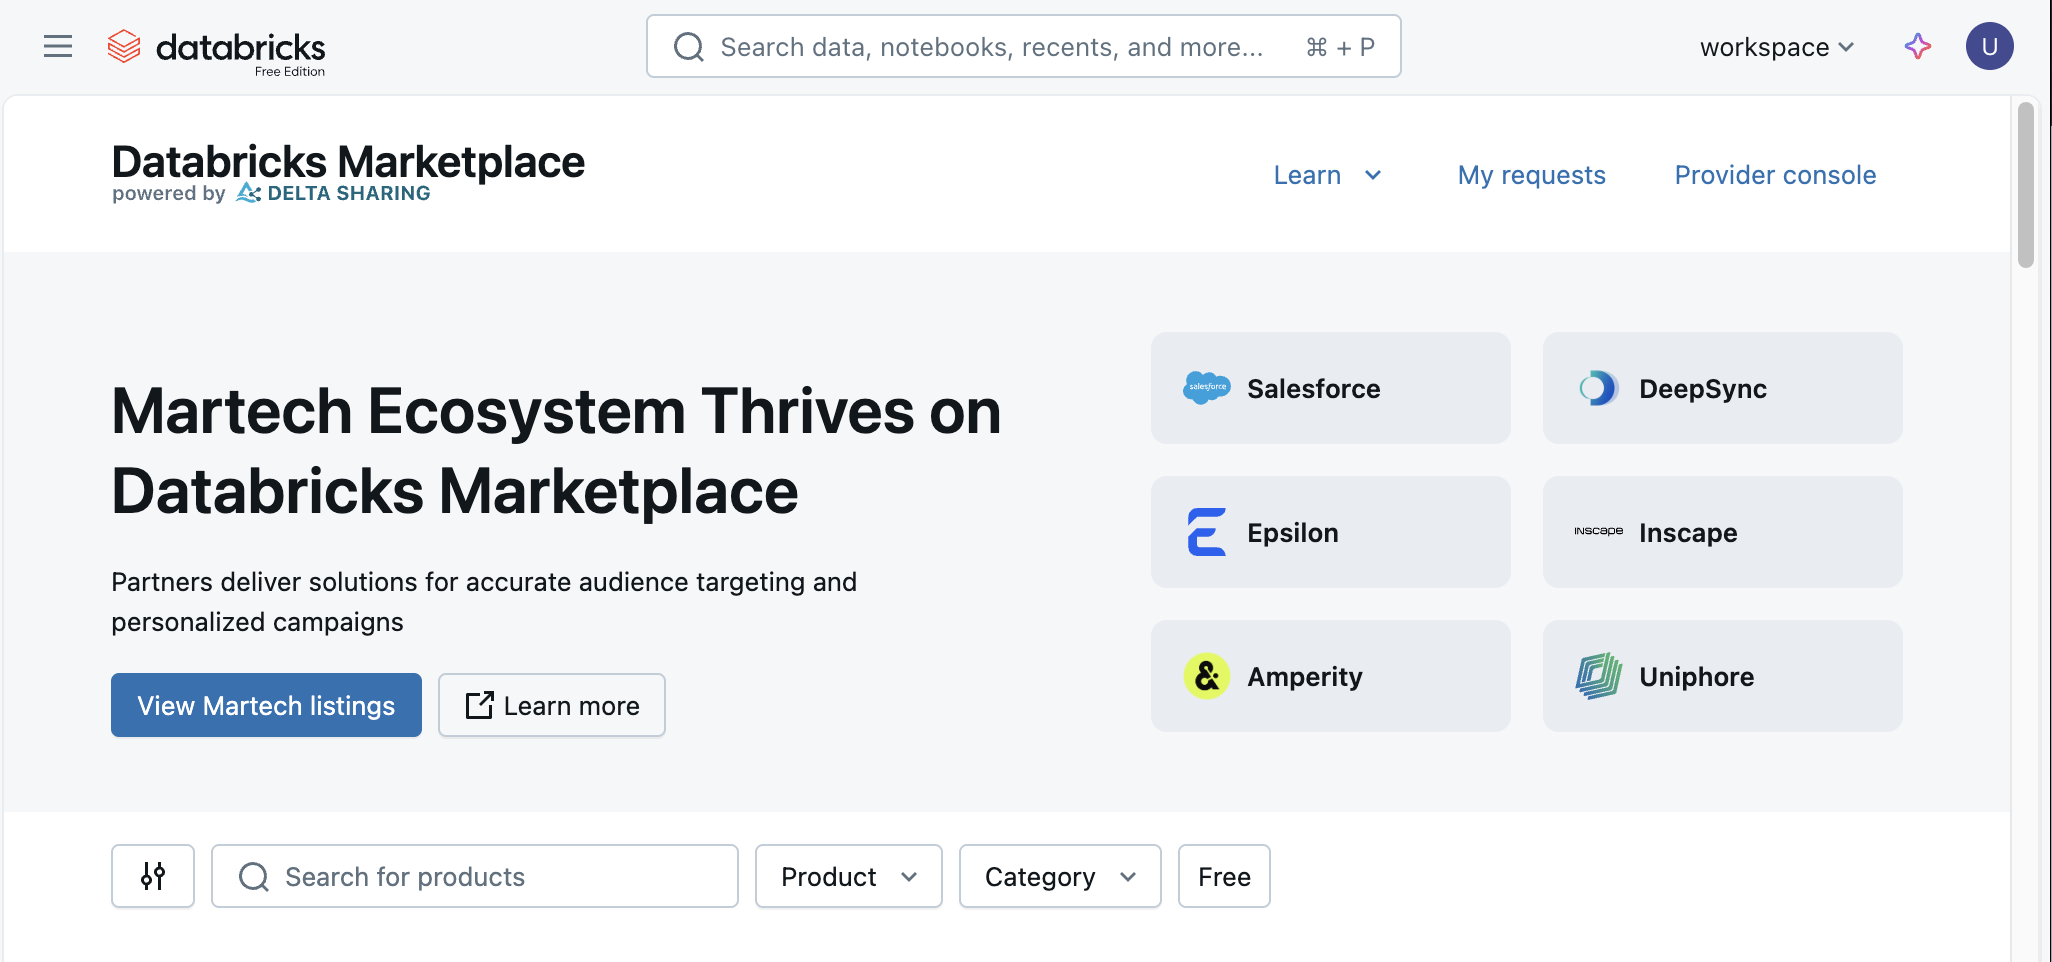 databricks
Free Edition
Search data, notebooks, recents, and more... ⌘ + P
workspace
U
Databricks Marketplace
powered by DELTA SHARING
Learn
My requests
Provider console
Martech Ecosystem Thrives on
Databricks Marketplace
Partners deliver solutions for accurate audience targeting and
personalized campaigns
View Martech listings
Learn more
salesforce Salesforce
DeepSync
Epsilon
INSCAPE Inscape
& Amperity
Uniphore
Search for products
Product
Category
Free